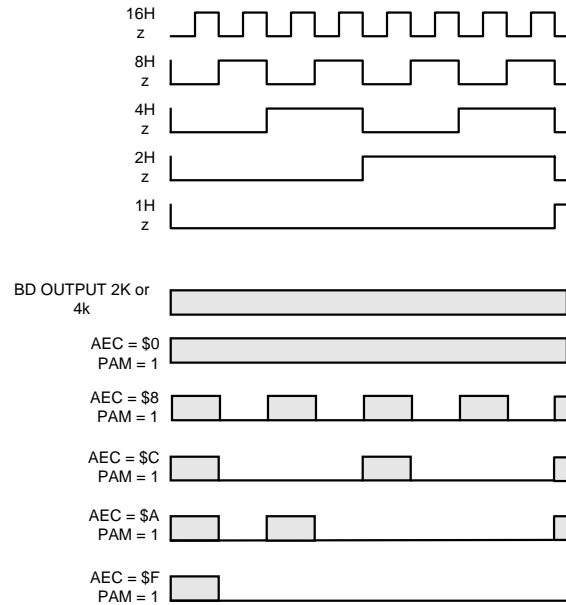 16H
z
8H
z
4H
z
2H
z
1H
z
BD OUTPUT 2K or
4k
AEC = $0
PAM = 1
AEC = $8
PAM = 1
AEC = $C
PAM = 1
AEC = $A
PAM = 1
AEC = $F
PAM = 1